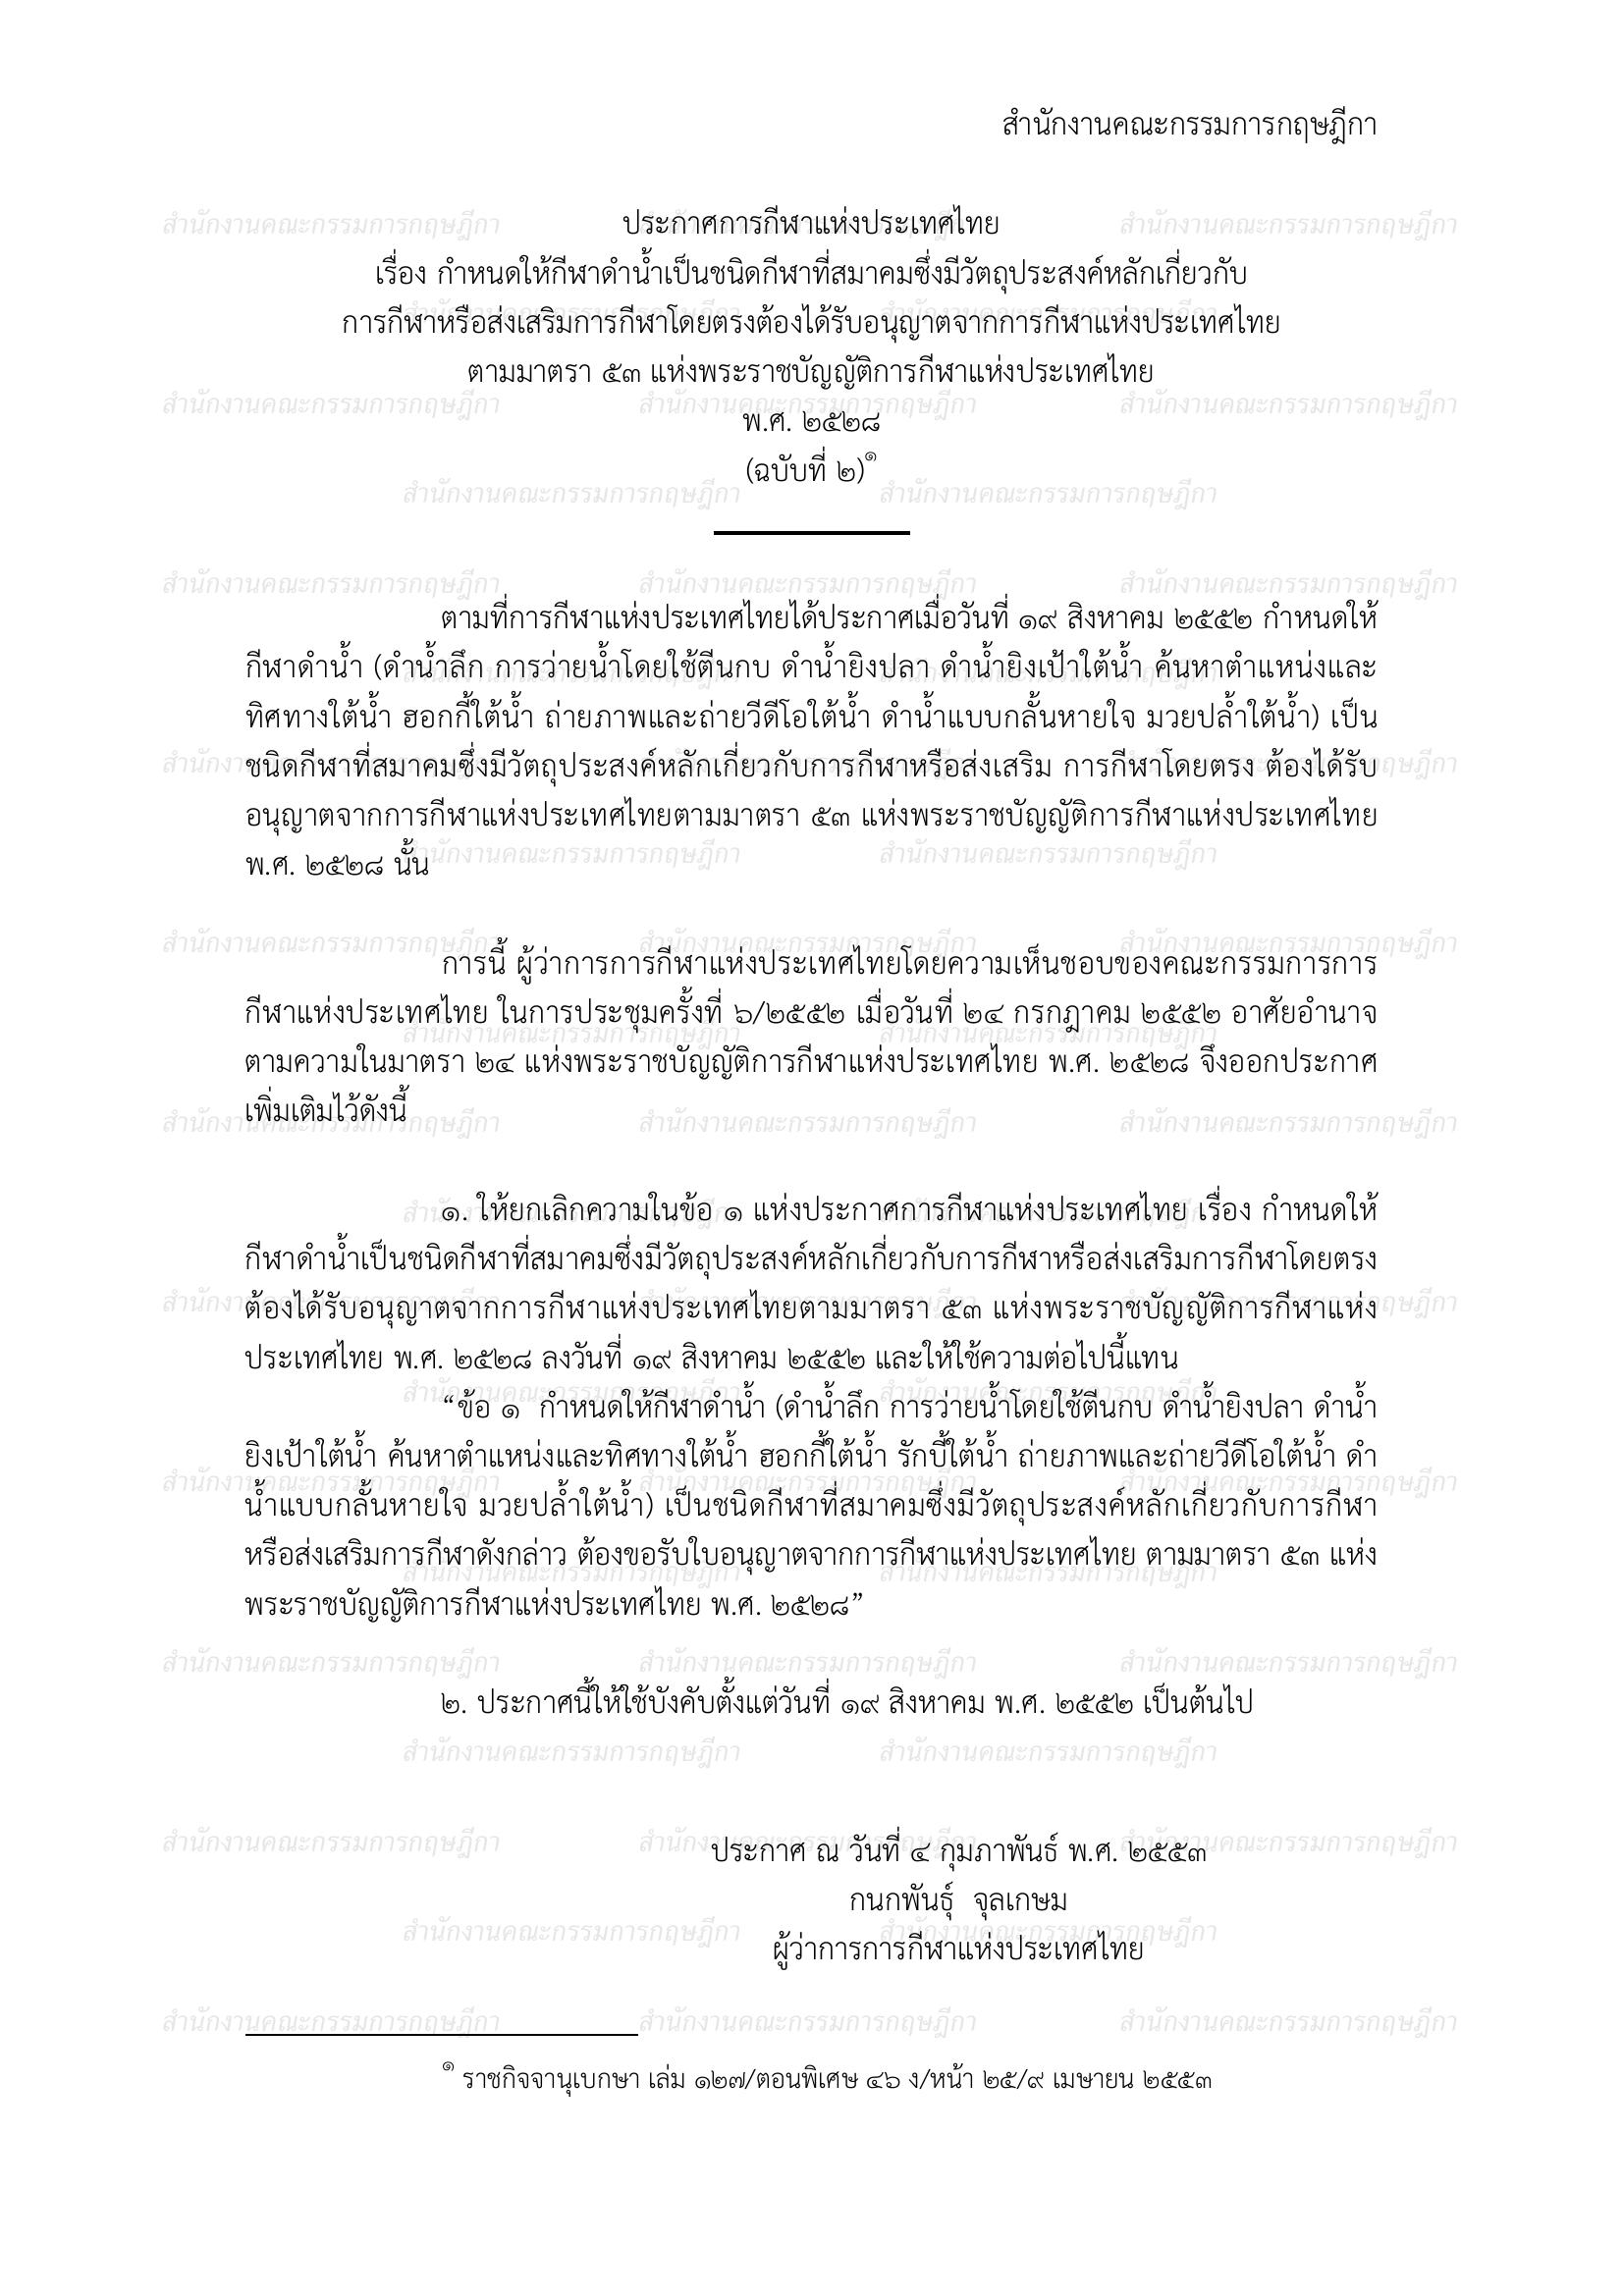 สำนักงานคณะกรรมการกฤษฎีกา
ประกาศการกีฬาแห่งประเทศไทย
เรื่อง กำหนดให้กีฬาดำน้ำเป็นชนิดกีฬาที่สมาคมซึ่งมีวัตถุประสงค์หลักเกี่ยวกับ
การกีฬาหรือส่งเสริมการกีฬาโดยตรงต้องได้รับอนุญาตจากการกีฬาแห่งประเทศไทย
ตามมาตรา ๕๓ แห่งพระราชบัญญัติการกีฬาแห่งประเทศไทย
พ.ศ. ๒๕๒๘
(ฉบับที่ ๒)๑
ตามที่การกีฬาแห่งประเทศไทยได้ประกาศเมื่อวันที่ ๑๙ สิงหาคม ๒๕๕๒ กำหนดให้
กีฬาดำน้ำ (ดำน้ำลึก การว่ายน้ำโดยใช้ตีนกบ ดำน้ำยิงปลา ดำน้ำยิงเป้าใต้น้ำ ค้นหาตำแหน่งและ
ทิศทางใต้น้ำ ฮอกกี้ใต้น้ำ ถ่ายภาพและถ่ายวีดีโอใต้น้ำ ดำน้ำแบบกลั้นหายใจ มวยปล้ำใต้น้ำ) เป็น
ชนิดกีฬาที่สมาคมซึ่งมีวัตถุประสงค์หลักเกี่ยวกับการกีฬาหรือส่งเสริม การกีฬาโดยตรง ต้องได้รับ
อนุญาตจากการกีฬาแห่งประเทศไทยตามมาตรา ๕๓ แห่งพระราชบัญญัติการกีฬาแห่งประเทศไทย
พ.ศ. ๒๕๒๘ นั้น
การนี้ ผู้ว่าการการกีฬาแห่งประเทศไทยโดยความเห็นชอบของคณะกรรมการการ
กีฬาแห่งประเทศไทย ในการประชุมครั้งที่ ๖/๒๕๕๒ เมื่อวันที่ ๒๔ กรกฎาคม ๒๕๕๒ อาศัยอำนาจ
ตามความในมาตรา ๒๔ แห่งพระราชบัญญัติการกีฬาแห่งประเทศไทย พ.ศ. ๒๕๒๘ จึงออกประกาศ
เพิ่มเติมไว้ดังนี้
๑. ให้ยกเลิกความในข้อ ๑ แห่งประกาศการกีฬาแห่งประเทศไทย เรื่อง กำหนดให้
กีฬาดำน้ำเป็นชนิดกีฬาที่สมาคมซึ่งมีวัตถุประสงค์หลักเกี่ยวกับการกีฬาหรือส่งเสริมการกีฬาโดยตรง
ต้องได้รับอนุญาตจากการกีฬาแห่งประเทศไทยตามมาตรา ๕๓ แห่งพระราชบัญญัติการกีฬาแห่ง
ประเทศไทย พ.ศ. ๒๕๒๘ ลงวันที่ ๑๙ สิงหาคม ๒๕๕๒ และให้ใช้ความต่อไปนี้แทน
“ข้อ ๑  กำหนดให้กีฬาดำน้ำ (ดำน้ำลึก การว่ายน้ำโดยใช้ตีนกบ ดำน้ำยิงปลา ดำน้ำ
ยิงเป้าใต้น้ำ ค้นหาตำแหน่งและทิศทางใต้น้ำ ฮอกกี้ใต้น้ำ รักบี้ใต้น้ำ ถ่ายภาพและถ่ายวีดีโอใต้น้ำ ดำ
น้ำแบบกลั้นหายใจ มวยปล้ำใต้น้ำ) เป็นชนิดกีฬาที่สมาคมซึ่งมีวัตถุประสงค์หลักเกี่ยวกับการกีฬา
หรือส่งเสริมการกีฬาดังกล่าว ต้องขอรับใบอนุญาตจากการกีฬาแห่งประเทศไทย ตามมาตรา ๕๓ แห่ง
พระราชบัญญัติการกีฬาแห่งประเทศไทย พ.ศ. ๒๕๒๘”
๒. ประกาศนี้ให้ใช้บังคับตั้งแต่วันที่ ๑๙ สิงหาคม พ.ศ. ๒๕๕๒ เป็นต้นไป
ประกาศ ณ วันที่ ๔ กุมภาพันธ์ พ.ศ. ๒๕๕๓
กนกพันธุ์  จุลเกษม
ผู้ว่าการการกีฬาแห่งประเทศไทย
๑ ราชกิจจานุเบกษา เล่ม ๑๒๗/ตอนพิเศษ ๔๖ ง/หน้า ๒๕/๙ เมษายน ๒๕๕๓